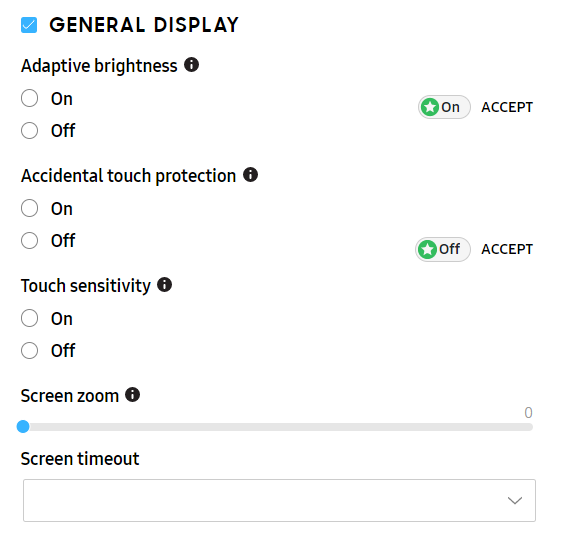 GENERAL DISPLAY
Adaptive brightness
On
On ACCEPT
Off
Accidental touch protection
On
Off
Off ACCEPT
Touch sensitivity
On
Off
Screen zoom
0
Screen timeout